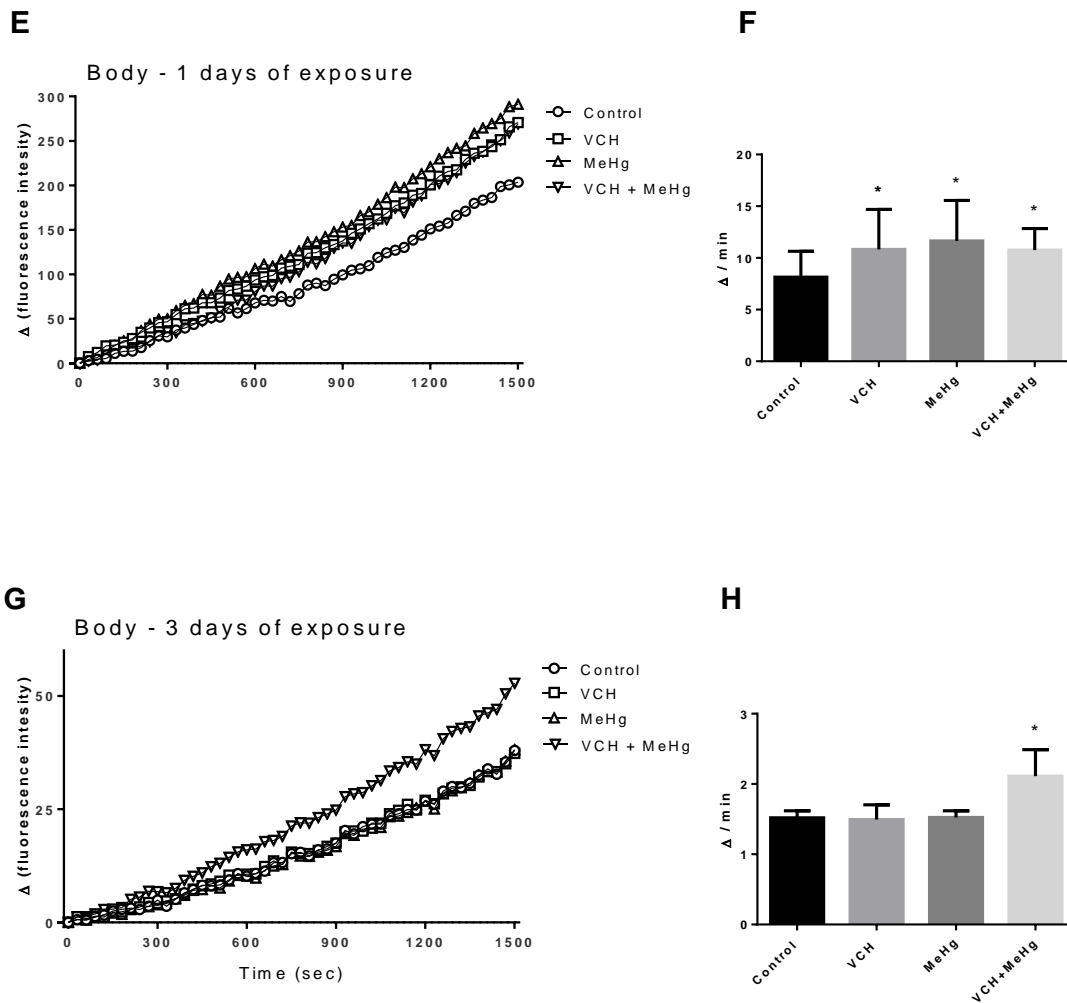 E
Body - 1 days of exposure
Δ (fluorescence intesity)
300
250
200
150
100
50
0
0 300 600 900 1200 1500
Control
VCH
MeHg
VCH + MeHg
F
Δ / min
20
15
10
5
0
* * *
Control VCH MeHg VCH+MeHg
G
Body - 3 days of exposure
Δ (fluorescence intesity)
50
25
0
0 300 600 900 1200 1500
Time (sec)
Control
VCH
MeHg
VCH + MeHg
H
Δ / min
3
2
1
0
*
Control VCH MeHg VCH+MeHg